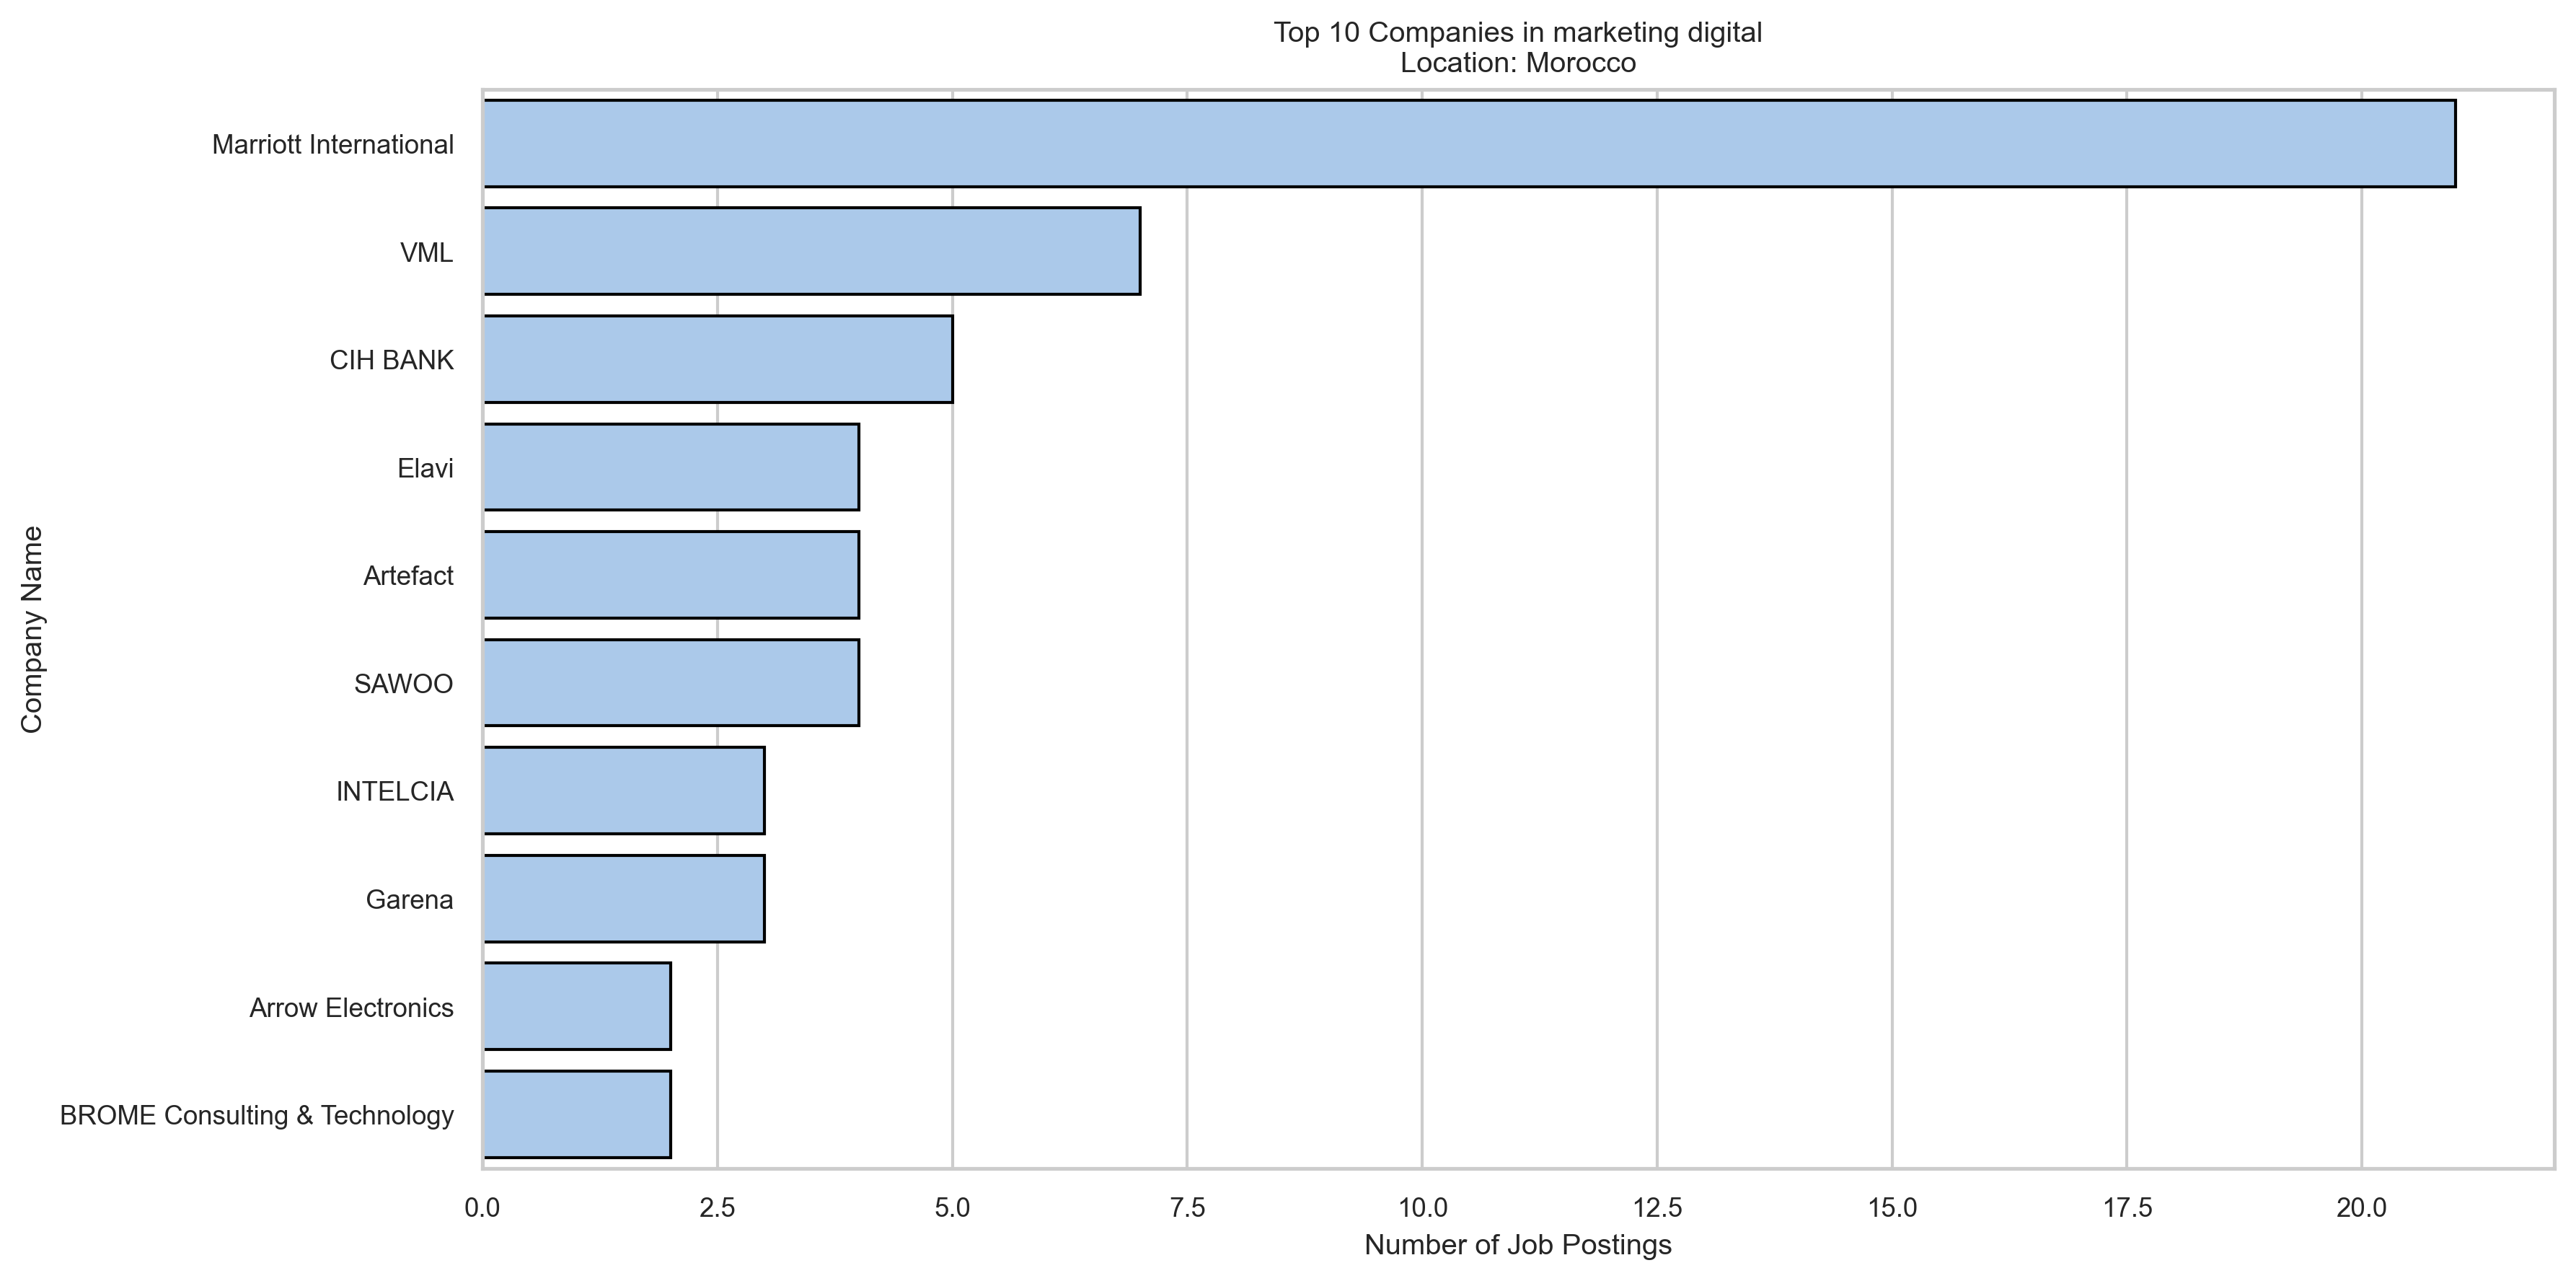 Top 10 Companies in marketing digital
Location: Morocco
Company Name
Marriott International
VML
CIH BANK
Elavi
Artefact
SAWOO
INTELCIA
Garena
Arrow Electronics
BROME Consulting & Technology
0.0 2.5 5.0 7.5 10.0 12.5 15.0 17.5 20.0
Number of Job Postings